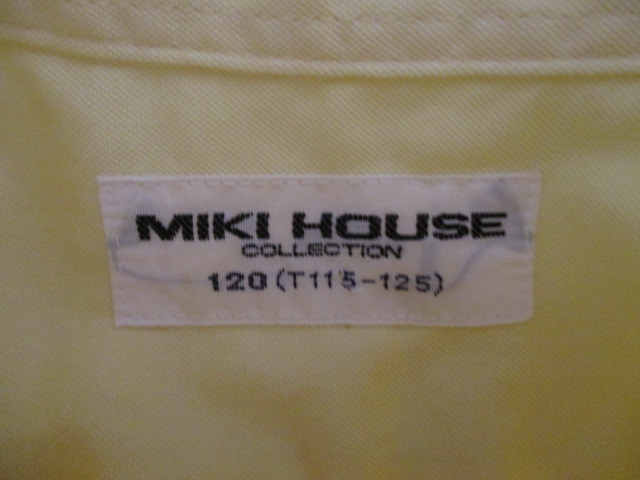 MIKI HOUSE
COLLECTION
120 (T115-125)